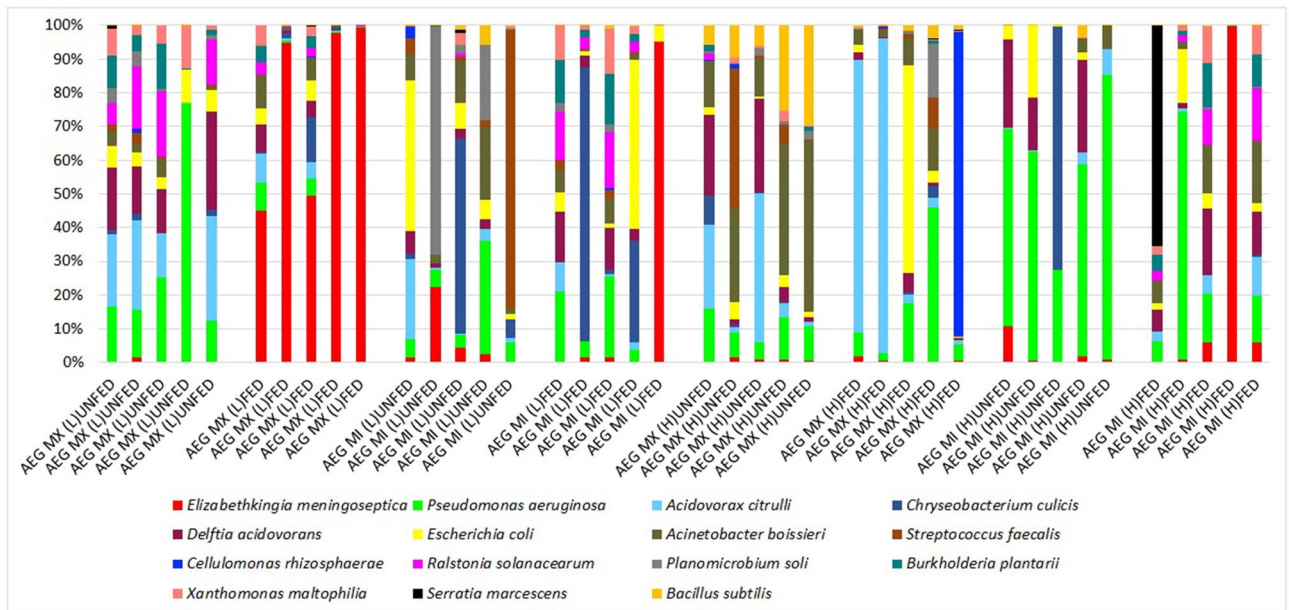 100%
90%
80%
70%
60%
50%
40%
30%
20%
10%
0%
AEG MX (L)UNFED
AEG MX (L)UNFED
AEG MX (L)UNFED
AEG MX (L)UNFED
AEG MX (L)UNFED
AEG MX (L)FED
AEG MX (L)FED
AEG MX (L)FED
AEG MX (L)FED
AEG MX (L)FED
AEG MI (L)UNFED
AEG MI (L)UNFED
AEG MI (L)UNFED
AEG MI (L)UNFED
AEG MI (L)UNFED
AEG MI (L)FED
AEG MI (L)FED
AEG MI (L)FED
AEG MI (L)FED
AEG MI (L)FED
AEG MX (H)UNFED
AEG MX (H)UNFED
AEG MX (H)UNFED
AEG MX (H)UNFED
AEG MX (H)UNFED
AEG MX (H)FED
AEG MX (H)FED
AEG MX (H)FED
AEG MX (H)FED
AEG MX (H)FED
AEG MI (H)UNFED
AEG MI (H)UNFED
AEG MI (H)UNFED
AEG MI (H)UNFED
AEG MI (H)UNFED
AEG MI (H)FED
AEG MI (H)FED
AEG MI (H)FED
AEG MI (H)FED
AEG MI (H)FED
Elizabethkingia meningoseptica Pseudomonas aeruginosa Acidovorax citrulli Chryseobacterium culicis
Delftia acidovorans Escherichia coli Acinetobacter boissieri Streptococcus faecalis
Cellulomonas rhizosphaerae Ralstonia solanacearum Planomicrobium soli Burkholderia plantarii
Xanthomonas maltophilia Serratia marcescens Bacillus subtilis